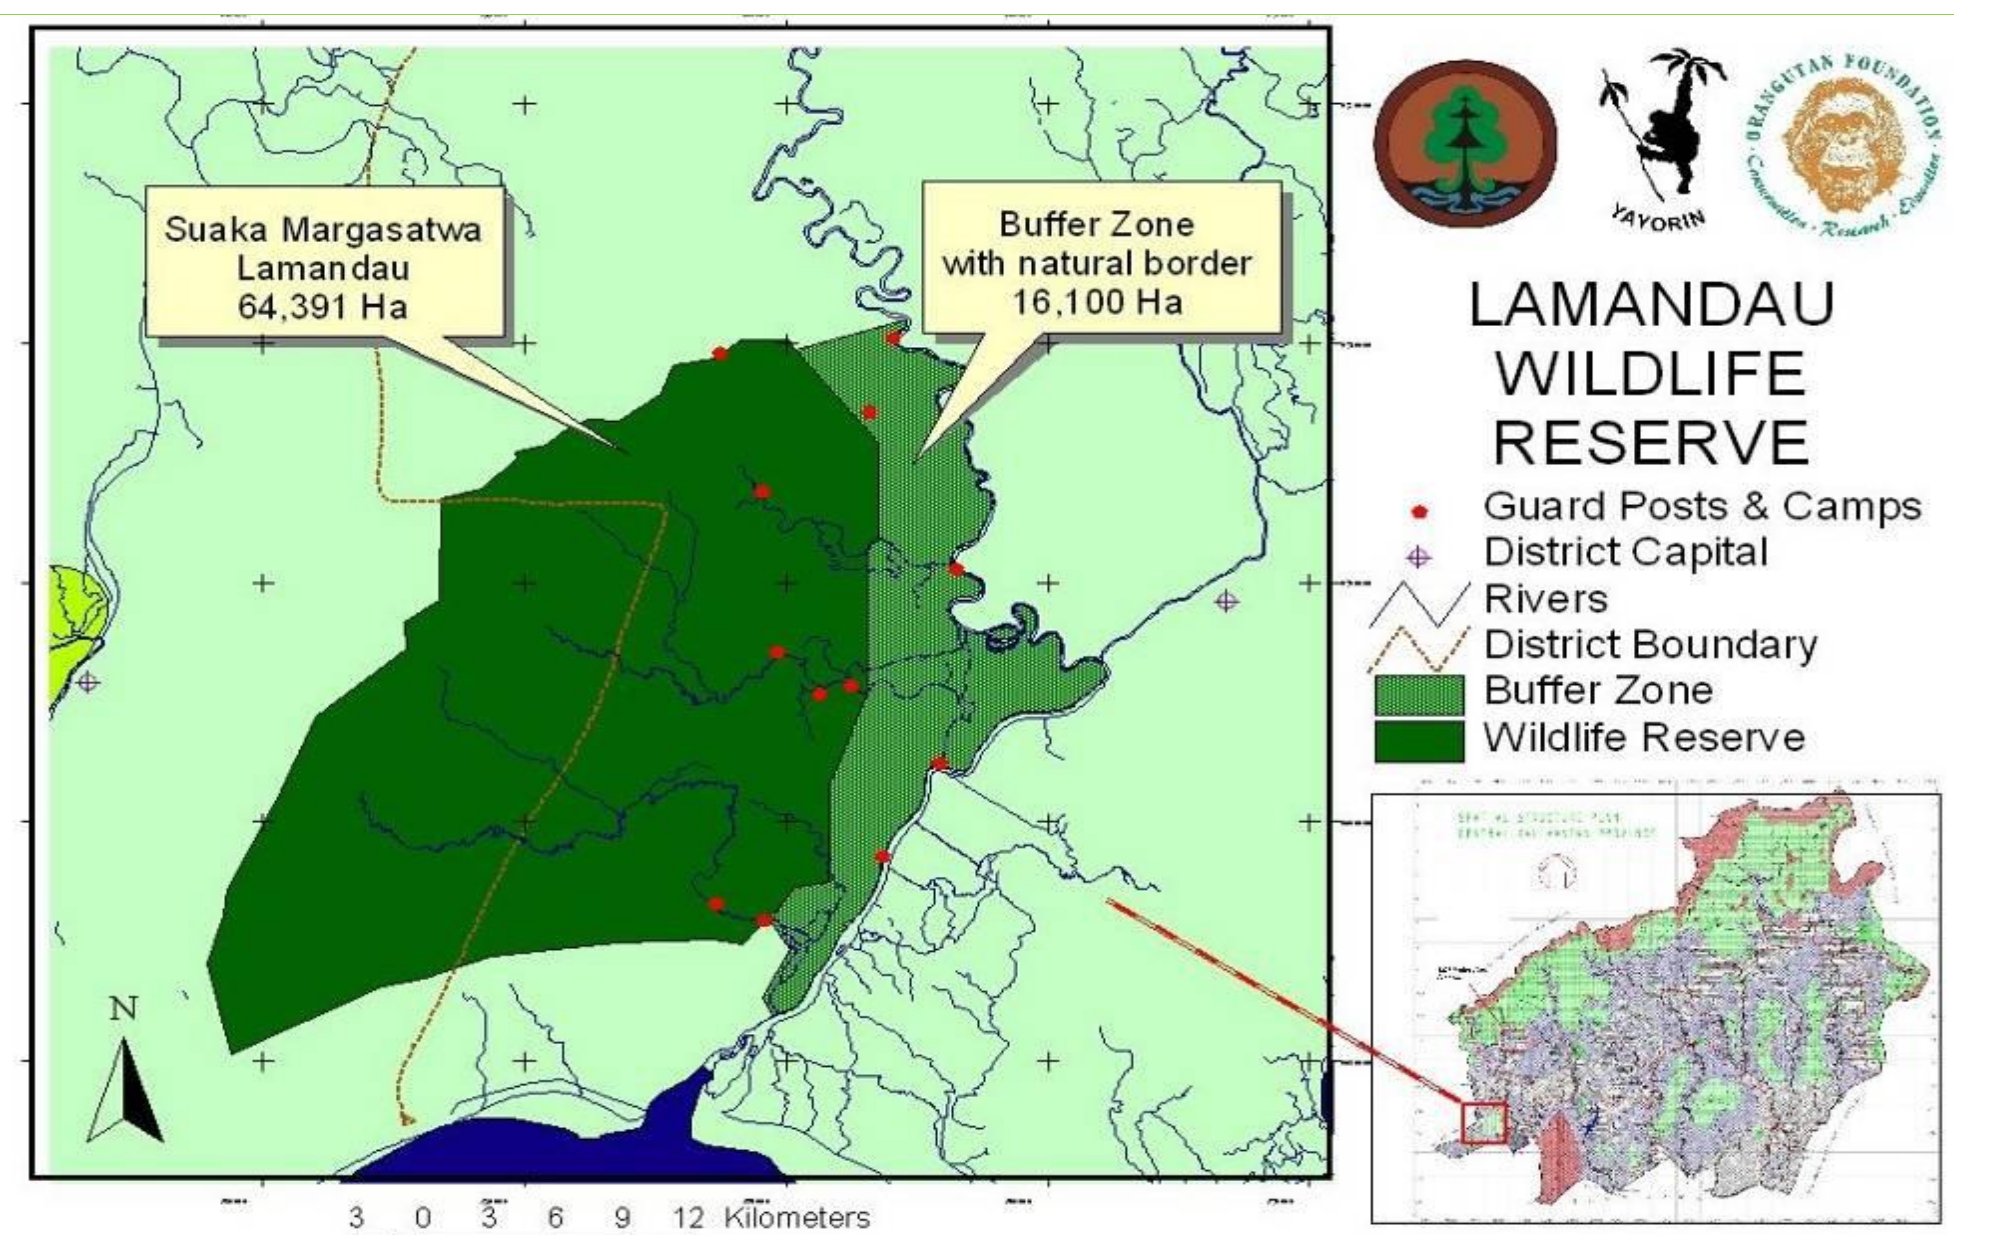 Suaka Margasatwa
Lamandau
64,391 Ha
Buffer Zone
with natural border
16,100 Ha
N
3 0 3 6 9 12 Kilometers
YAYORIN
ORANGUTAN FOUNDATION
Conservation · Research · Education
LAMANDAU
WILDLIFE
RESERVE
Guard Posts & Camps
District Capital
Rivers
District Boundary
Buffer Zone
Wildlife Reserve